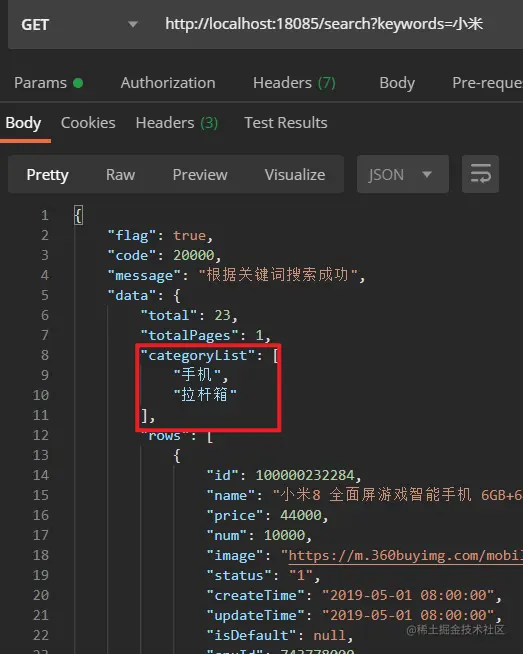 GET http://localhost:18085/search?keywords=小米
Params Authorization Headers (7) Body Pre-reque
Body Cookies Headers (3) Test Results
Pretty Raw Preview Visualize JSON
1 {
2 "flag": true,
3 "code": 20000,
4 "message": "根据关键词搜索成功",
5 "data": {
6 "total": 23,
7 "totalPages": 1,
8 "categoryList": [
9 "手机",
10 "拉杆箱"
11 ],
12 "rows": [
13 {
14 "id": 100000232284,
15 "name": "小米8 全面屏游戏智能手机 6GB+6
16 "price": 44000,
17 "num": 10000,
18 "image": "https://m.360buyimg.com/mobil
19 "status": "1",
20 "createTime": "2019-05-01 08:00:00",
21 "updateTime": "2019-05-01 08:00:00",
22 "isDefault": null,
@稀土掘金技术社区